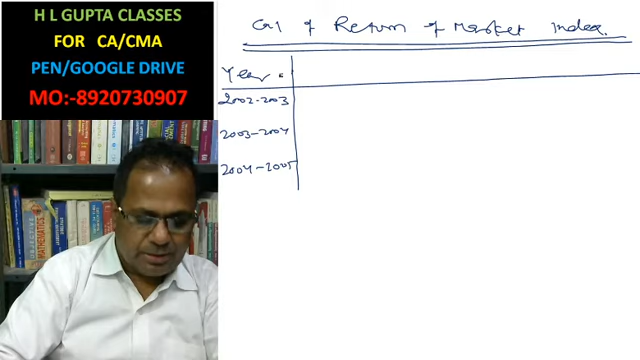 H L GUPTA CLASSES
FOR CA/CMA
PEN/GOOGLE DRIVE
MO:-8920730907
Cal of Return of Market Index.
Year.
2002-2003
2003-2004
2004-2005
MATHEMATICS